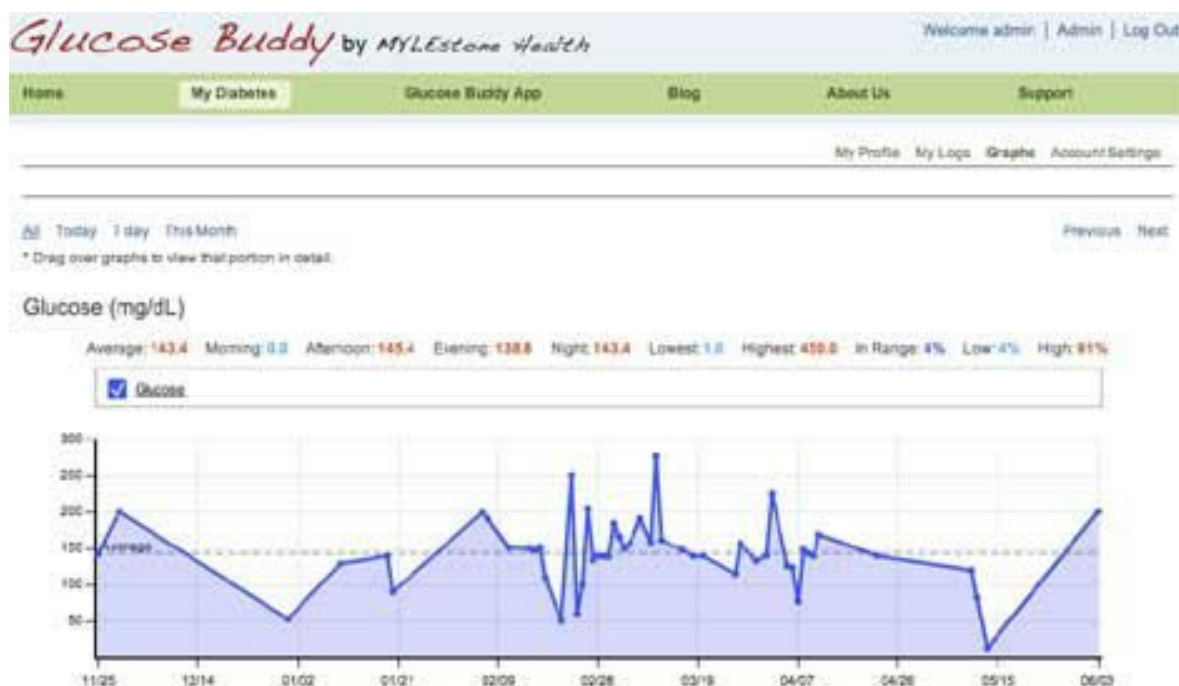 Glucose Buddy by MYLEstone Health
Welcome admin | Admin | Log Out
Home My Diabetes Glucose Buddy App Blog About Us Support
My Profile My Logs Graphs Account Settings
All Today 7 day This Month Previous Next
* Drag over graphs to view that portion in detail.
Glucose (mg/dL)
Average: 143.4 Morning: 0.0 Afternoon: 145.4 Evening: 138.8 Night: 143.4 Lowest: 1.0 Highest: In Range: 4% Low: 4% High: 91%
Glucose
300
250
200
150 Average
100
50
11/25 12/14 01/02 01/21 02/09 02/28 03/19 04/07 04/26 05/15 06/03